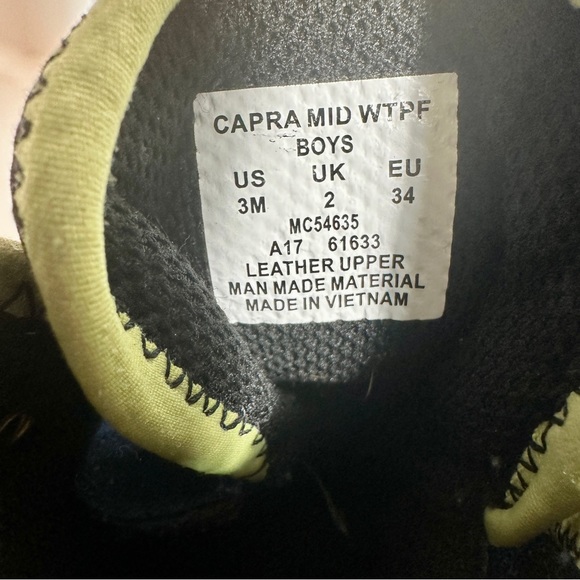 CAPRA MID WTPF
BOYS
US UK EU
3M 2 34
MC54635
A17 61633
LEATHER UPPER
MAN MADE MATERIAL
MADE IN VIETNAM